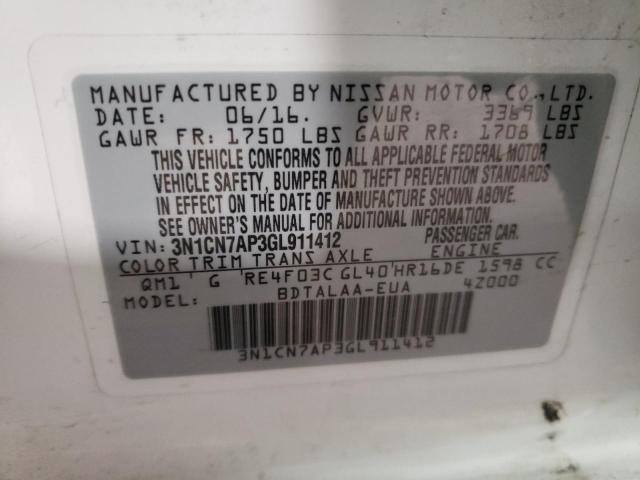 MANUFACTURED BY NISSAN MOTOR CO.,LTD.
DATE: 06/16. GVWR: 3369 LBS
GAWR FR: 1750 LBS GAWR RR: 1708 LBS
THIS VEHICLE CONFORMS TO ALL APPLICABLE FEDERAL MOTOR
VEHICLE SAFETY, BUMPER AND THEFT PREVENTION STANDARDS
IN EFFECT ON THE DATE OF MANUFACTURE SHOWN ABOVE.
SEE OWNER'S MANUAL FOR ADDITIONAL INFORMATION.
VIN: 3N1CN7AP3GL911412 PASSENGER CAR.
COLOR TRIM TRANS AXLE ENGINE
QM1 G 'RE4F03C GL40'HR16DE 1598 CC
MODEL: BDTALAA-EUA 4Z000
3N1CN7AP3GL911412